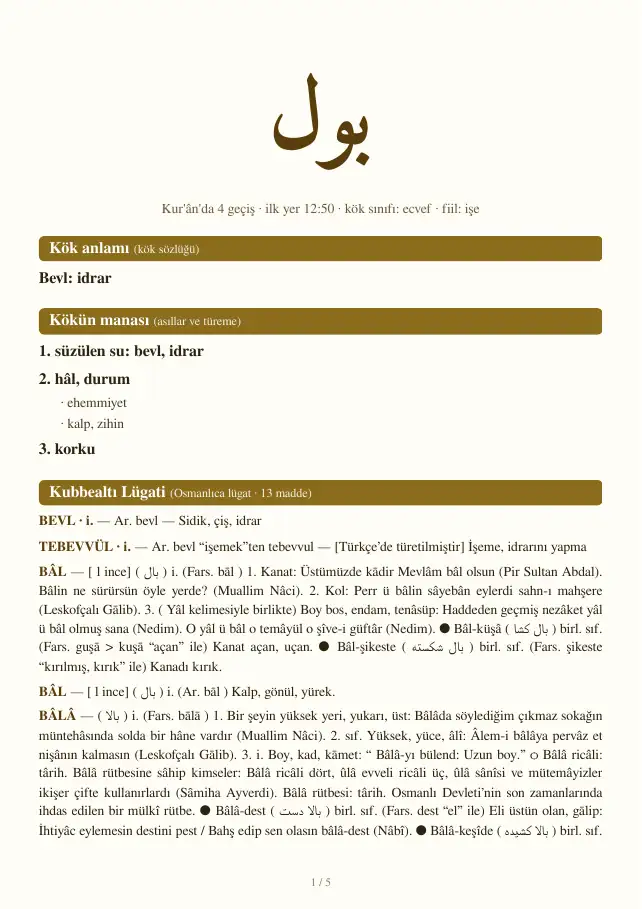 بول
Kur'ân'da 4 geçiş · ilk yer 12:50 · kök sınıfı: ecvef · fiil: işe
Kök anlamı (kök sözlüğü)
Bevl: idrar
Kökün manası (asıllar ve türeme)
1. süzülen su: bevl, idrar
2. hâl, durum
· ehemmiyet
· kalp, zihin
3. korku
Kubbealtı Lügati (Osmanlıca lügat · 13 madde)
BEVL · i. — Ar. bevl — Sidik, çiş, idrar
TEBEVVÜL · i. — Ar. bevl “işemek”ten tebevvul — [Türkçe’de türetilmiştir] İşeme, idrarını yapma
BÂL — [ l ince] ( بال ) i. (Fars. bāl ) 1. Kanat: Üstümüzde kādir Mevlâm bâl olsun (Pir Sultan Abdal).
Bâlin ne sürürsün öyle yerde? (Muallim Nâci). 2. Kol: Perr ü bâlin sâyebân eylerdi sahn-ı mahşere
(Leskofçalı Gālib). 3. ( Yâl kelimesiyle birlikte) Boy bos, endam, tenâsüp: Haddeden geçmiş nezâket yâl
ü bâl olmuş sana (Nedim). O yâl ü bâl o temâyül o şîve-i güftâr (Nedim). ● Bâl-küşâ ( بال كشا ) birl. sıf.
(Fars. guşā > kuşā “açan” ile) Kanat açan, uçan. ● Bâl-şikeste ( بال شكسته ) birl. sıf. (Fars. şikeste
“kırılmış, kırık” ile) Kanadı kırık.
BÂL — [ l ince] ( بال ) i. (Ar. bâl ) Kalp, gönül, yürek.
BÂLÂ — ( بالا ) i. (Fars. bālā ) 1. Bir şeyin yüksek yeri, yukarı, üst: Bâlâda söylediğim çıkmaz sokağın
müntehâsında solda bir hâne vardır (Muallim Nâci). 2. sıf. Yüksek, yüce, âlî: Âlem-i bâlâya pervâz et
nişânın kalmasın (Leskofçalı Gālib). 3. i. Boy, kad, kāmet: “ Bâlâ-yı bülend: Uzun boy.” ○ Bâlâ ricâli:
târih. Bâlâ rütbesine sâhip kimseler: Bâlâ ricâli dört, ûlâ evveli ricâli üç, ûlâ sânîsi ve mütemâyizler
ikişer çifte kullanırlardı (Sâmiha Ayverdi). Bâlâ rütbesi: târih. Osmanlı Devleti’nin son zamanlarında
ihdas edilen bir mülkî rütbe. ● Bâlâ-dest ( بالا دست ) birl. sıf. (Fars. dest “el” ile) Eli üstün olan, gālip:
İhtiyâc eylemesin destini pest / Bahş edip sen olasın bâlâ-dest (Nâbî). ● Bâlâ-keşîde ( بالا كشيده ) birl. sıf.
1 / 5